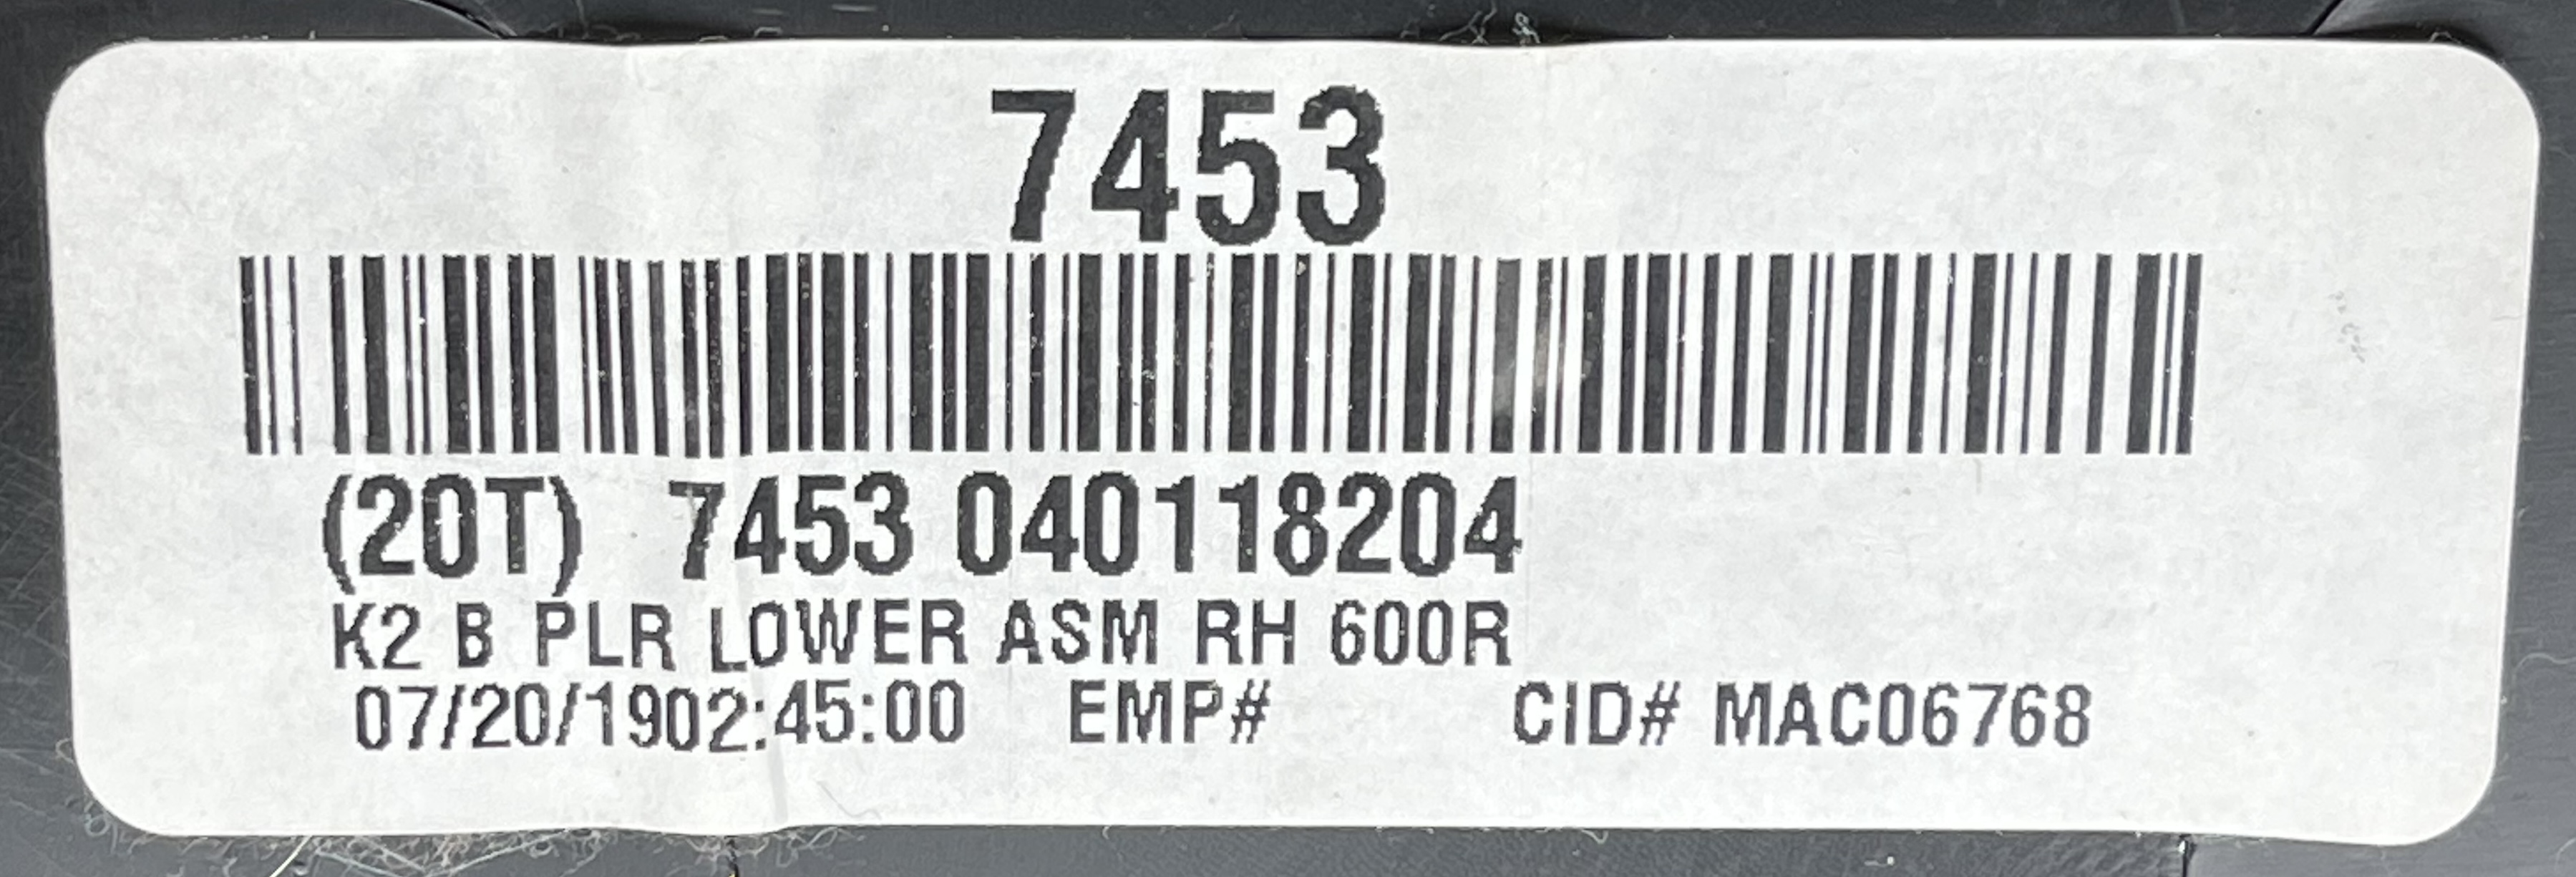 7453
(20T) 7453 040118204
K2 B PLR LOWER ASM RH 600R
07/20/1902:45:00 EMP# CID# MAC06768